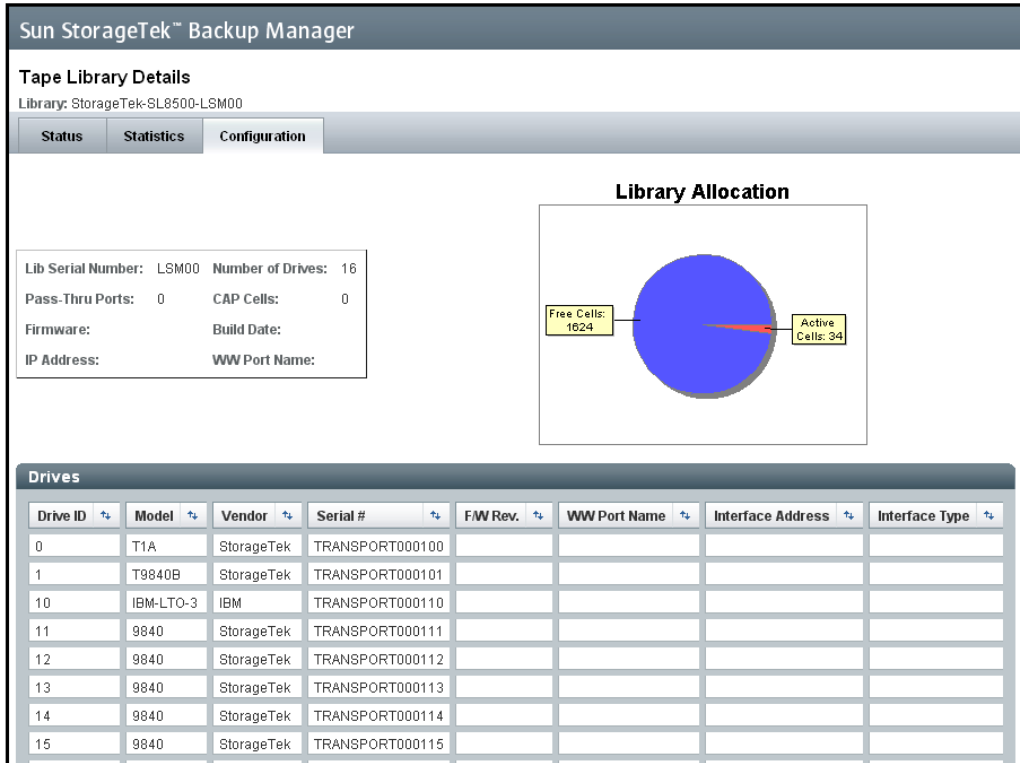 Sun StorageTek™ Backup Manager
Tape Library Details
Library: StorageTek-SL8500-LSM00
Status Statistics Configuration
Library Allocation
Lib Serial Number: LSM00 Number of Drives: 16
Pass-Thru Ports: 0 CAP Cells: 0
Firmware: Build Date:
IP Address: WW Port Name:
Free Cells:
1624
Active
Cells: 34
Drives
Drive ID Model Vendor Serial # F/W Rev. WW Port Name Interface Address Interface Type
0 T1A StorageTek TRANSPORT000100
1 T9840B StorageTek TRANSPORT000101
10 IBM-LTO-3 IBM TRANSPORT000110
11 9840 StorageTek TRANSPORT000111
12 9840 StorageTek TRANSPORT000112
13 9840 StorageTek TRANSPORT000113
14 9840 StorageTek TRANSPORT000114
15 9840 StorageTek TRANSPORT000115